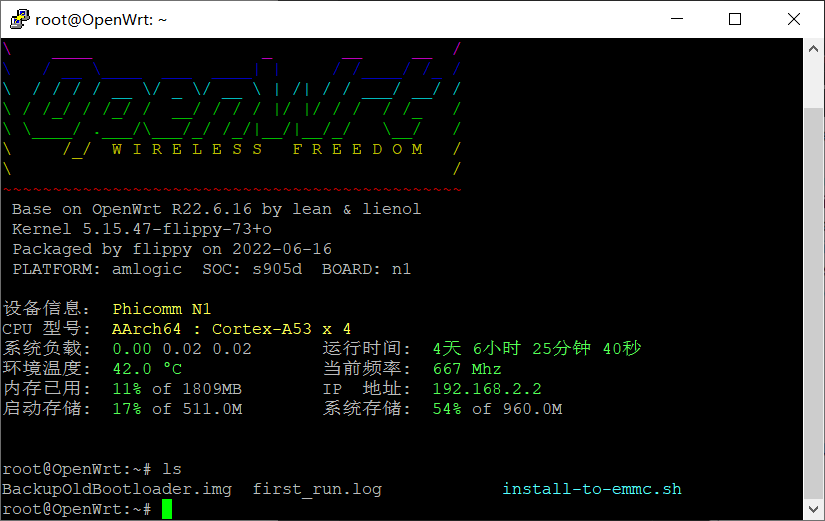 root@OpenWrt: ~
W I R E L E S S   F R E E D O M
Base on OpenWrt R22.6.16 by lean & lienol
Kernel 5.15.47-flippy-73+o
Packaged by flippy on 2022-06-16
PLATFORM: amlogic  SOC: s905d  BOARD: n1
设备信息:  Phicomm N1
CPU 型号:  AArch64 : Cortex-A53 x 4
系统负载:  0.00 0.02 0.02       运行时间:  4天 6小时 25分钟 40秒
环境温度:  42.0 °C              当前频率:  667 Mhz
内存已用:  11% of 1809MB        IP  地址:  192.168.2.2
启动存储:  17% of 511.0M        系统存储:  54% of 960.0M
root@OpenWrt:~# ls
BackupOldBootloader.img  first_run.log            install-to-emmc.sh
root@OpenWrt:~#